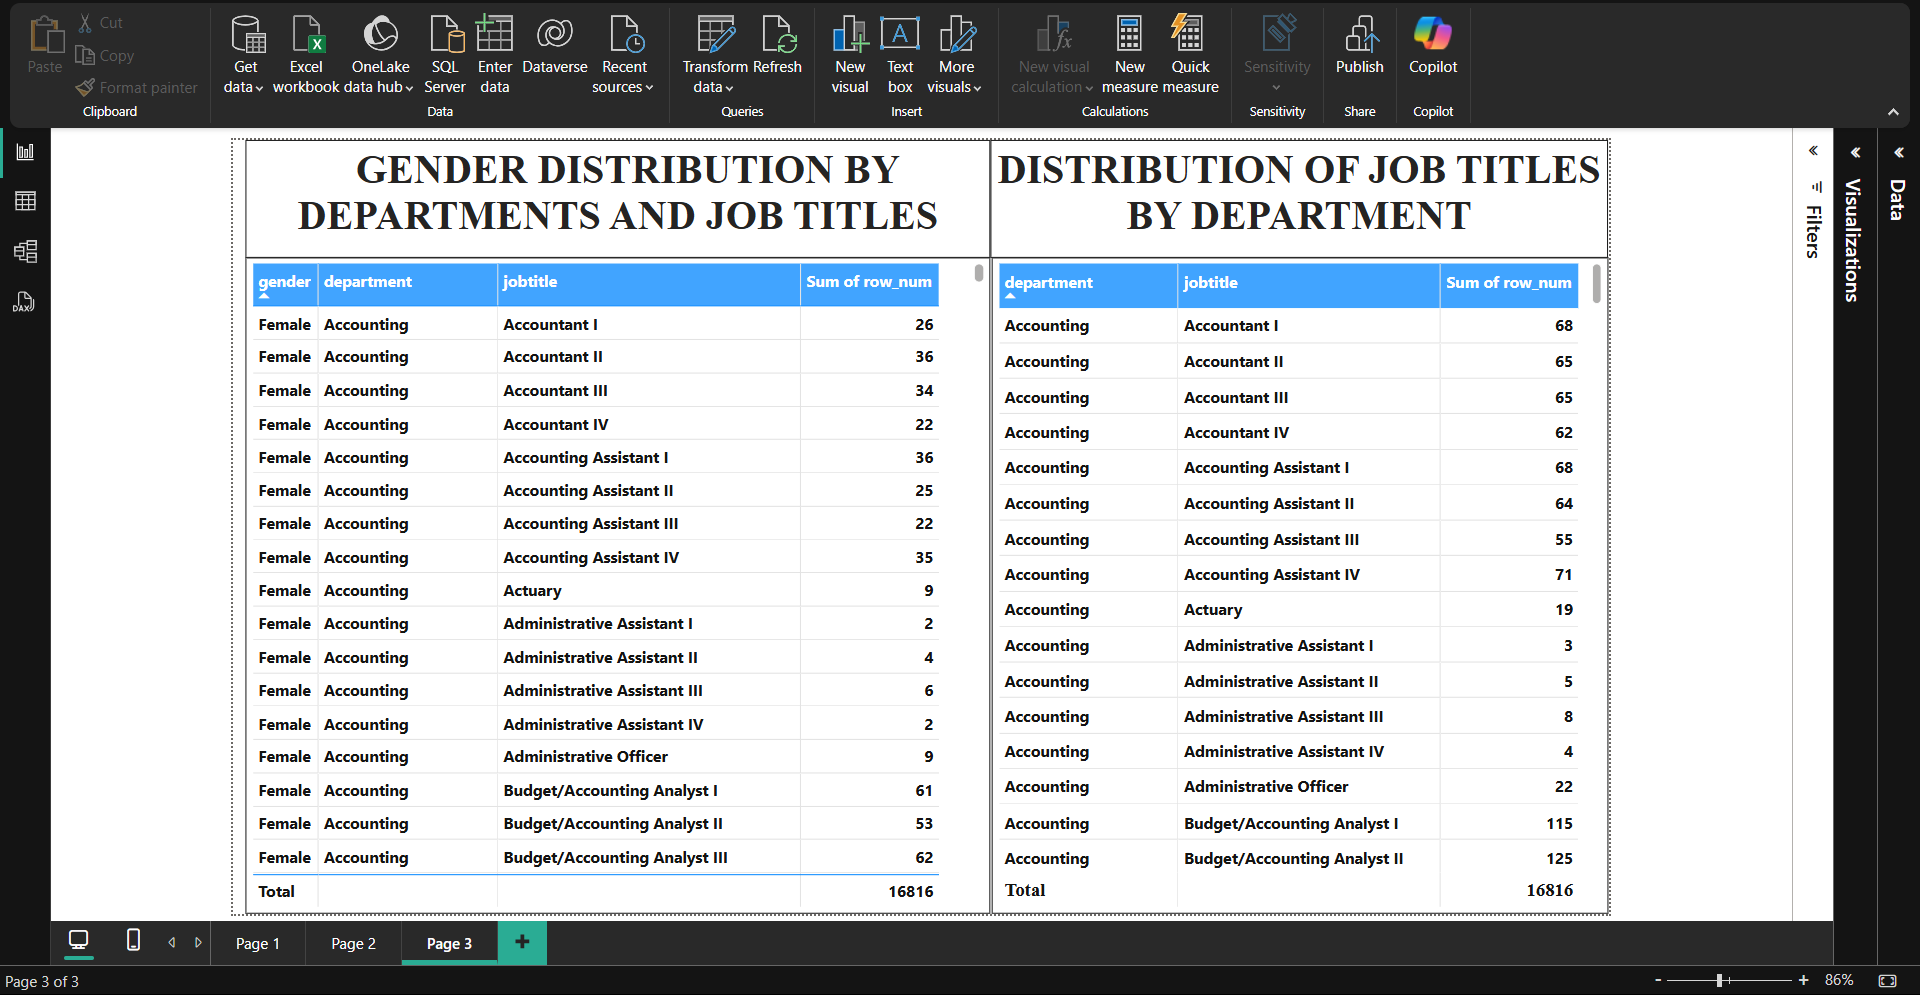 Paste
Cut
Copy
Format painter
Clipboard
Get data
Excel workbook
OneLake data hub
SQL Server
Enter data
Dataverse
Recent sources
Data
Transform data
Refresh
Queries
New visual
Text box
More visuals
Insert
New visual calculation
New measure
Quick measure
Calculations
Sensitivity
Sensitivity
Publish
Share
Copilot
Copilot
GENDER DISTRIBUTION BY
DEPARTMENTS AND JOB TITLES
gender department jobtitle Sum of row_num
Female Accounting Accountant I 26
Female Accounting Accountant II 36
Female Accounting Accountant III 34
Female Accounting Accountant IV 22
Female Accounting Accounting Assistant I 36
Female Accounting Accounting Assistant II 25
Female Accounting Accounting Assistant III 22
Female Accounting Accounting Assistant IV 35
Female Accounting Actuary 9
Female Accounting Administrative Assistant I 2
Female Accounting Administrative Assistant II 4
Female Accounting Administrative Assistant III 6
Female Accounting Administrative Assistant IV 2
Female Accounting Administrative Officer 9
Female Accounting Budget/Accounting Analyst I 61
Female Accounting Budget/Accounting Analyst II 53
Female Accounting Budget/Accounting Analyst III 62
Total 16816
DISTRIBUTION OF JOB TITLES
BY DEPARTMENT
department jobtitle Sum of row_num
Accounting Accountant I 68
Accounting Accountant II 65
Accounting Accountant III 65
Accounting Accountant IV 62
Accounting Accounting Assistant I 68
Accounting Accounting Assistant II 64
Accounting Accounting Assistant III 55
Accounting Accounting Assistant IV 71
Accounting Actuary 19
Accounting Administrative Assistant I 3
Accounting Administrative Assistant II 5
Accounting Administrative Assistant III 8
Accounting Administrative Assistant IV 4
Accounting Administrative Officer 22
Accounting Budget/Accounting Analyst I 115
Accounting Budget/Accounting Analyst II 125
Total 16816
Filters
Visualizations
Data
DAX
Page 1
Page 2
Page 3
+
Page 3 of 3
- + 86%